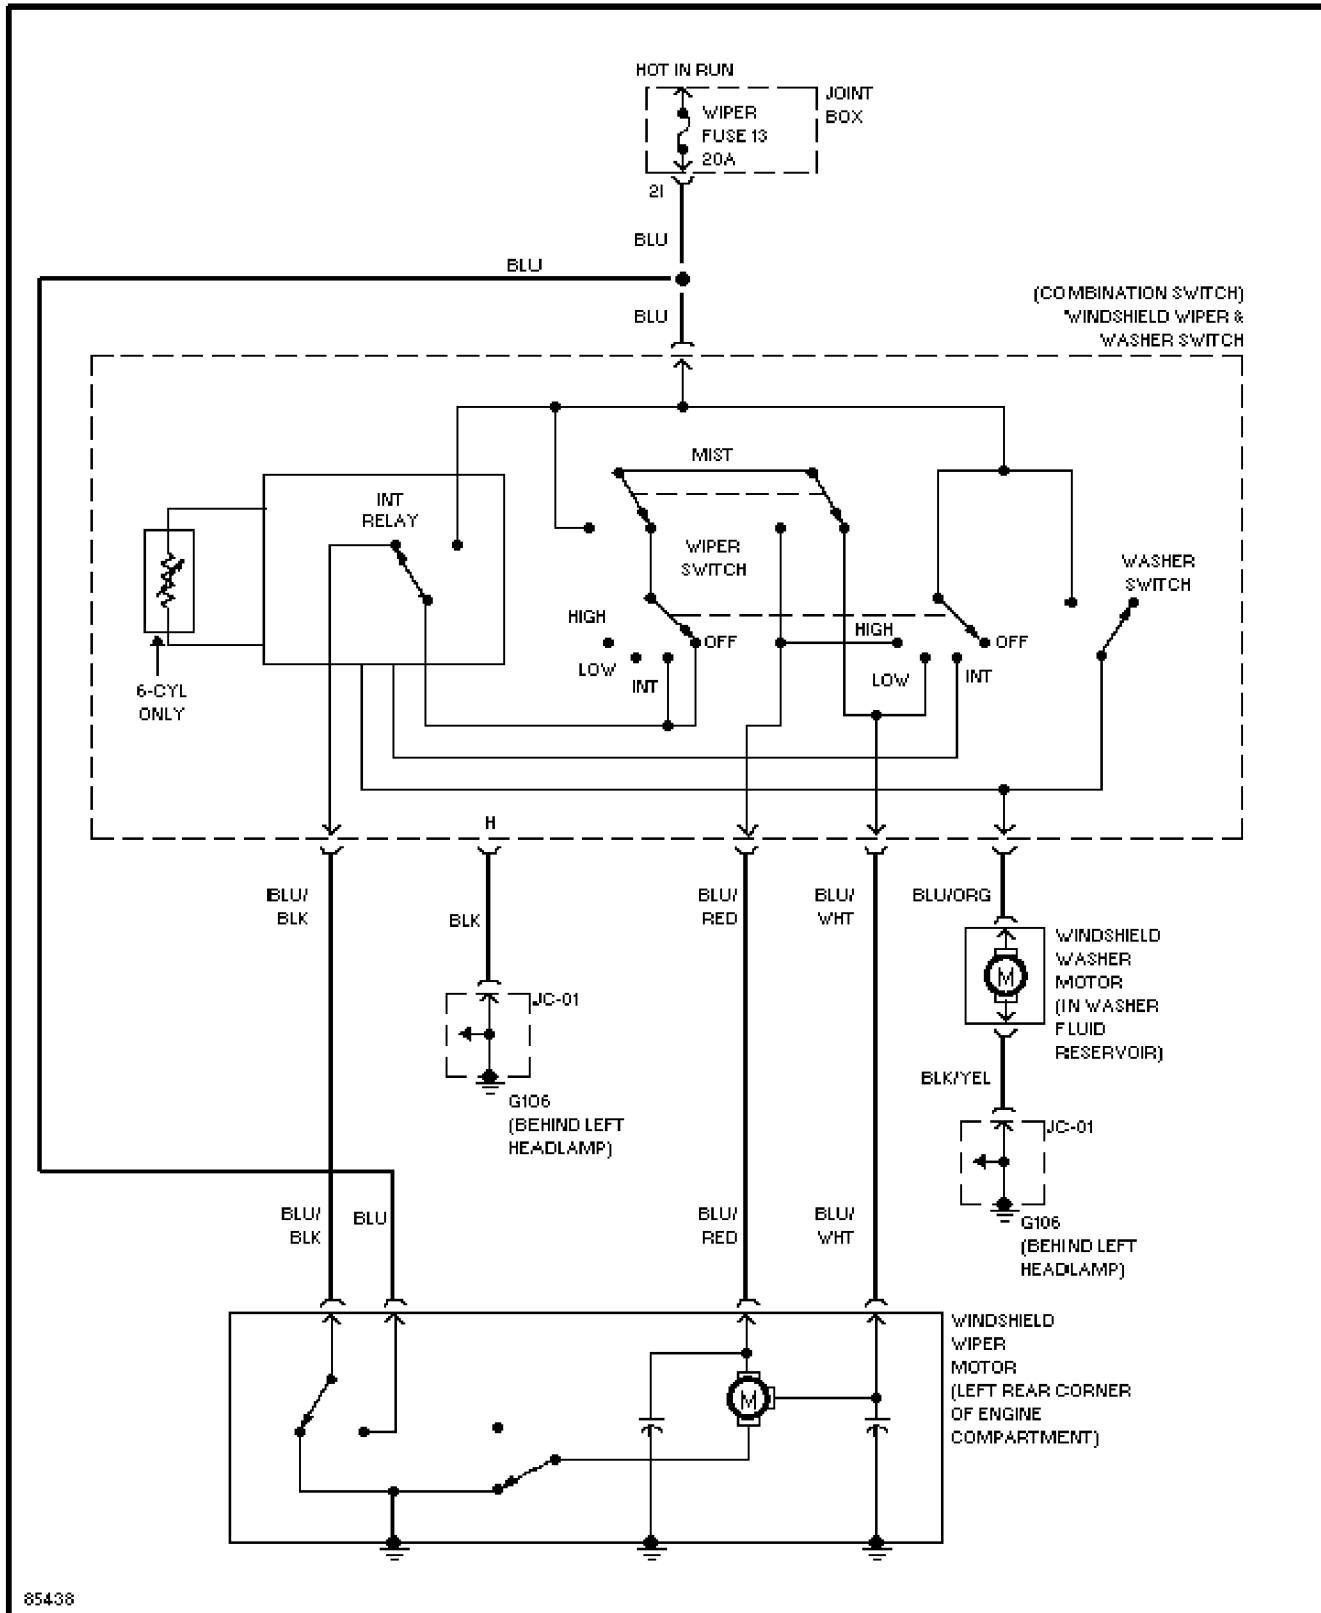 HOT IN RUN
WIPER
FUSE 13
20A
JOINT
BOX
2I
BLU
BLU
BLU
(COMBINATION SWITCH)
WINDSHIELD WIPER &
WASHER SWITCH
MIST
INT
RELAY
WIPER
SWITCH
WASHER
SWITCH
HIGH
OFF
LOW
INT
HIGH
OFF
LOW
INT
6-CYL
ONLY
H
BLU/
BLK
BLK
BLU/
RED
BLU/
WHT
BLU/ORG
M
WINDSHIELD
WASHER
MOTOR
(IN WASHER
FLUID
RESERVOIR)
JC-01
G106
(BEHIND LEFT
HEADLAMP)
BLK/YEL
JC-01
G106
(BEHIND LEFT
HEADLAMP)
BLU/
BLK
BLU
BLU/
RED
BLU/
WHT
M
WINDSHIELD
WIPER
MOTOR
(LEFT REAR CORNER
OF ENGINE
COMPARTMENT)
85438